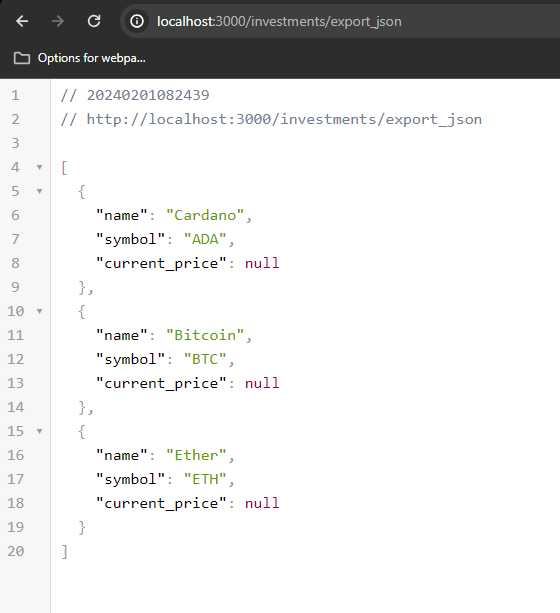 localhost:3000/investments/export_json
Options for webpa...
1 // 20240201082439
2 // http://localhost:3000/investments/export_json
3
4 [
5 {
6 "name": "Cardano",
7 "symbol": "ADA",
8 "current_price": null
9 },
10 {
11 "name": "Bitcoin",
12 "symbol": "BTC",
13 "current_price": null
14 },
15 {
16 "name": "Ether",
17 "symbol": "ETH",
18 "current_price": null
19 }
20 ]